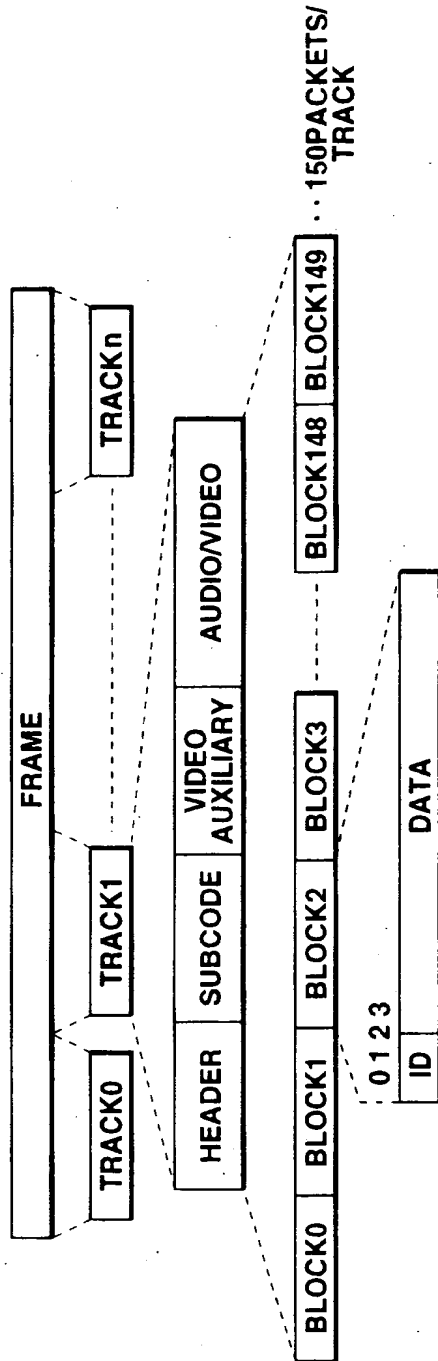 FRAME
TRACK0
TRACK1
TRACKn
HEADER
SUBCODE
VIDEO
AUXILIARY
AUDIO/VIDEO
BLOCK0
BLOCK1
BLOCK2
BLOCK3
BLOCK148
BLOCK149
150PACKETS/
TRACK
0 1 2 3
ID
DATA